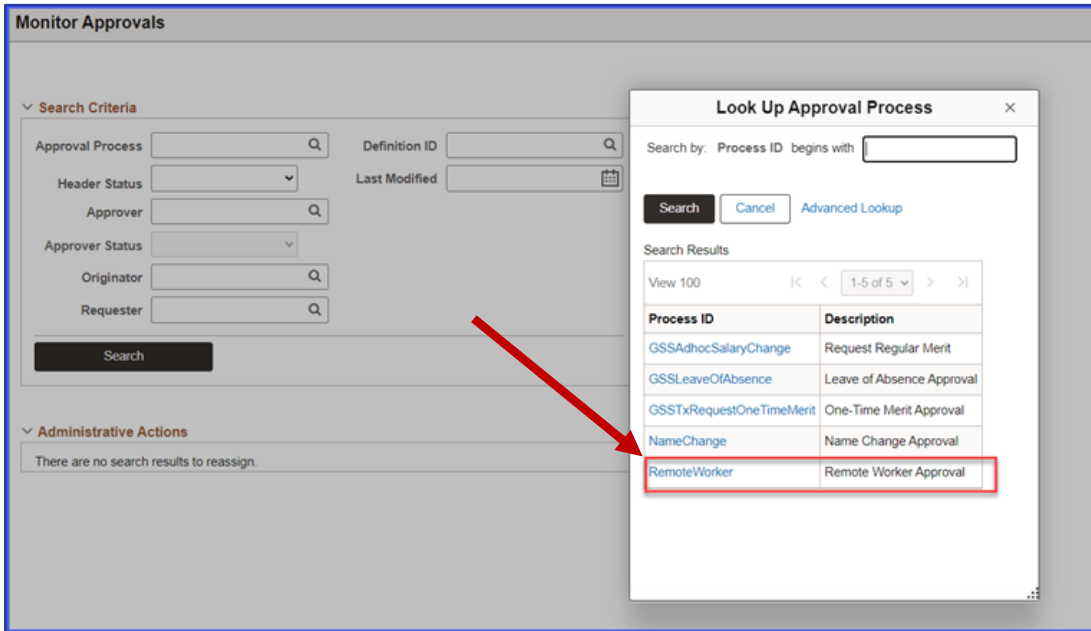 Monitor Approvals
Search Criteria
Approval Process
Definition ID
Header Status
Last Modified
Approver
Approver Status
Originator
Requester
Search
Administrative Actions
There are no search results to reassign.
Look Up Approval Process
×
Search by: Process ID begins with
Search Cancel Advanced Lookup
Search Results
View 100 1-5 of 5
Process ID Description
GSSAdhocSalaryChange Request Regular Merit
GSSLeaveOfAbsence Leave of Absence Approval
GSSTxRequestOneTimeMerit One-Time Merit Approval
NameChange Name Change Approval
RemoteWorker Remote Worker Approval